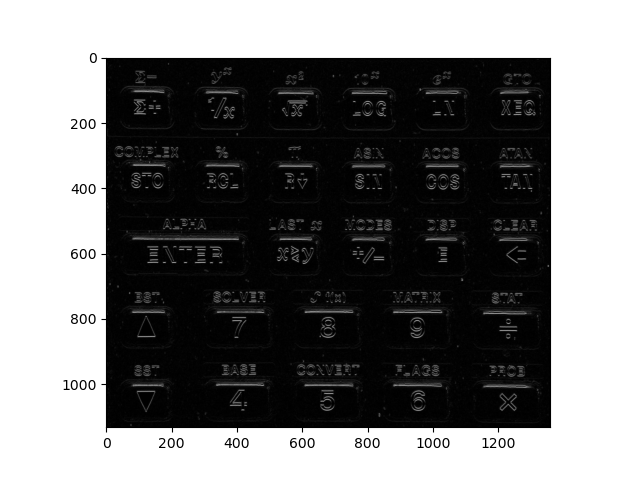 0
200
400
600
800
1000
0 200 400 600 800 1000 1200
Σ− yˣ x² 10ˣ eˣ GTO
Σ+ 1/x √x LOG LN XEQ
COMPLEX % π ASIN ACOS ATAN
STO RCL R↓ SIN COS TAN
ALPHA LAST x MODES DISP CLEAR
ENTER x≷y +/− E ←
BST SOLVER ∫f(x) MATRIX STAT
△ 7 8 9 ÷
SST BASE CONVERT FLAGS PROB
▽ 4 5 6 ×